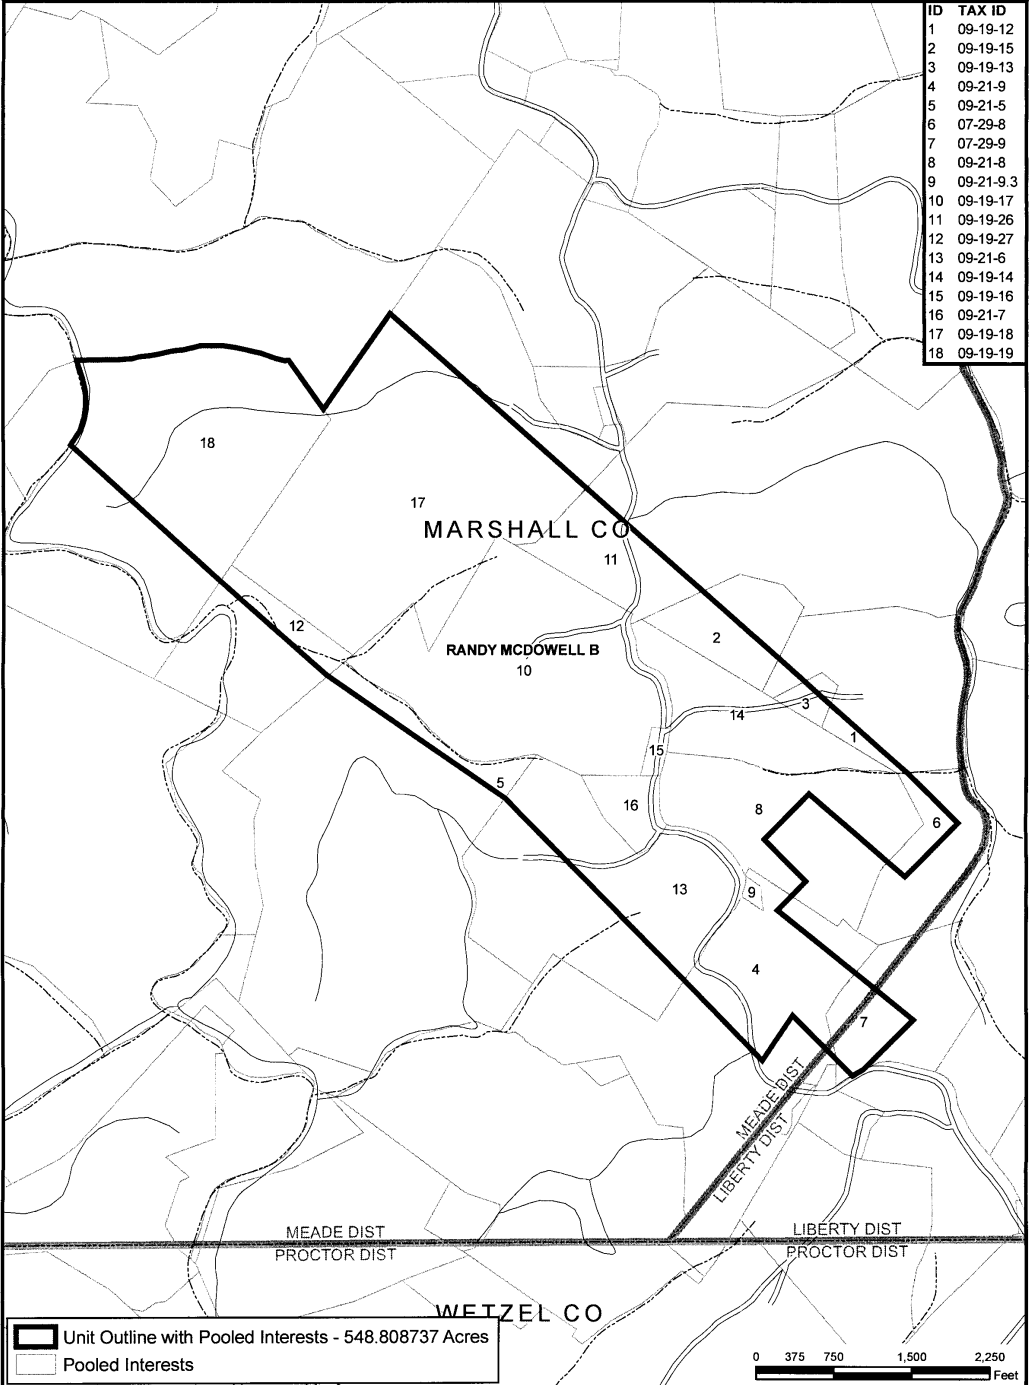 ID TAX ID
1 09-19-12
2 09-19-15
3 09-19-13
4 09-21-9
5 09-21-5
6 07-29-8
7 07-29-9
8 09-21-8
9 09-21-9.3
10 09-19-17
11 09-19-26
12 09-19-27
13 09-21-6
14 09-19-14
15 09-19-16
16 09-21-7
17 09-19-18
18 09-19-19
18
17
MARSHALL CO
11
12
2
RANDY MCDOWELL B
10
3
14
1
15
5
16
8
6
13
9
4
7
MEADE DIST
LIBERTY DIST
MEADE DIST
PROCTOR DIST
LIBERTY DIST
PROCTOR DIST
WETZEL CO
Unit Outline with Pooled Interests - 548.808737 Acres
Pooled Interests
0 375 750 1,500 2,250
Feet